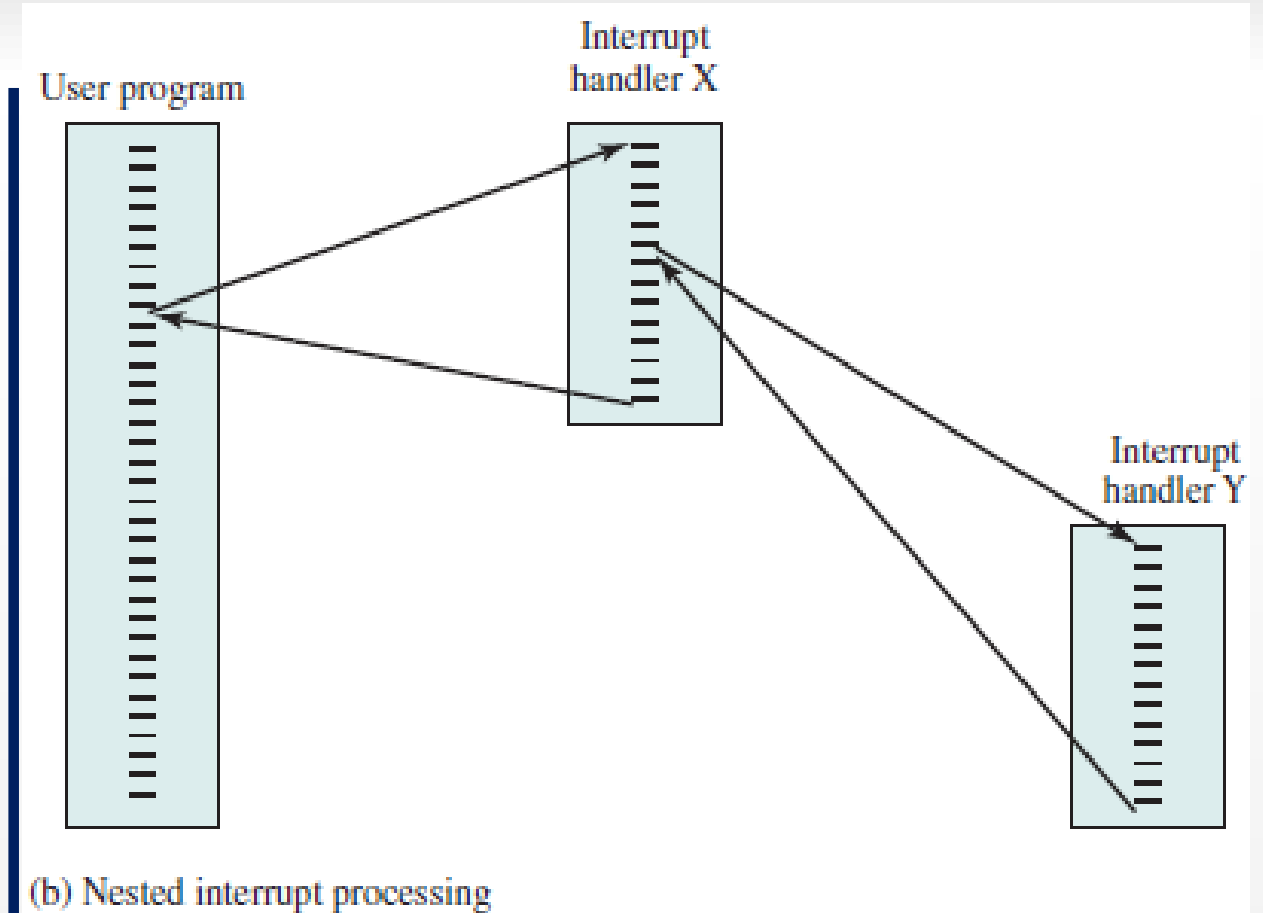 User program
Interrupt
handler X
Interrupt
handler Y
(b) Nested interrupt processing